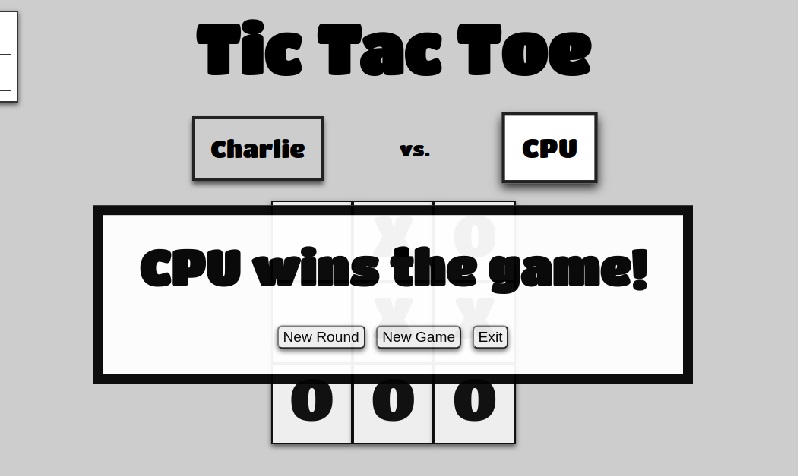 Tic Tac Toe
Charlie vs. CPU
X O
CPU wins the game!
X X
New Round New Game Exit
O O O